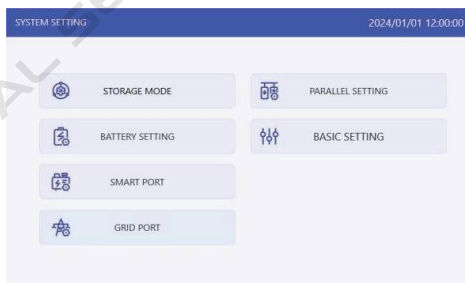 SYSTEM SETTING 2024/01/01 12:00:00
STORAGE MODE
PARALLEL SETTING
BATTERY SETTING
BASIC SETTING
SMART PORT
GRID PORT